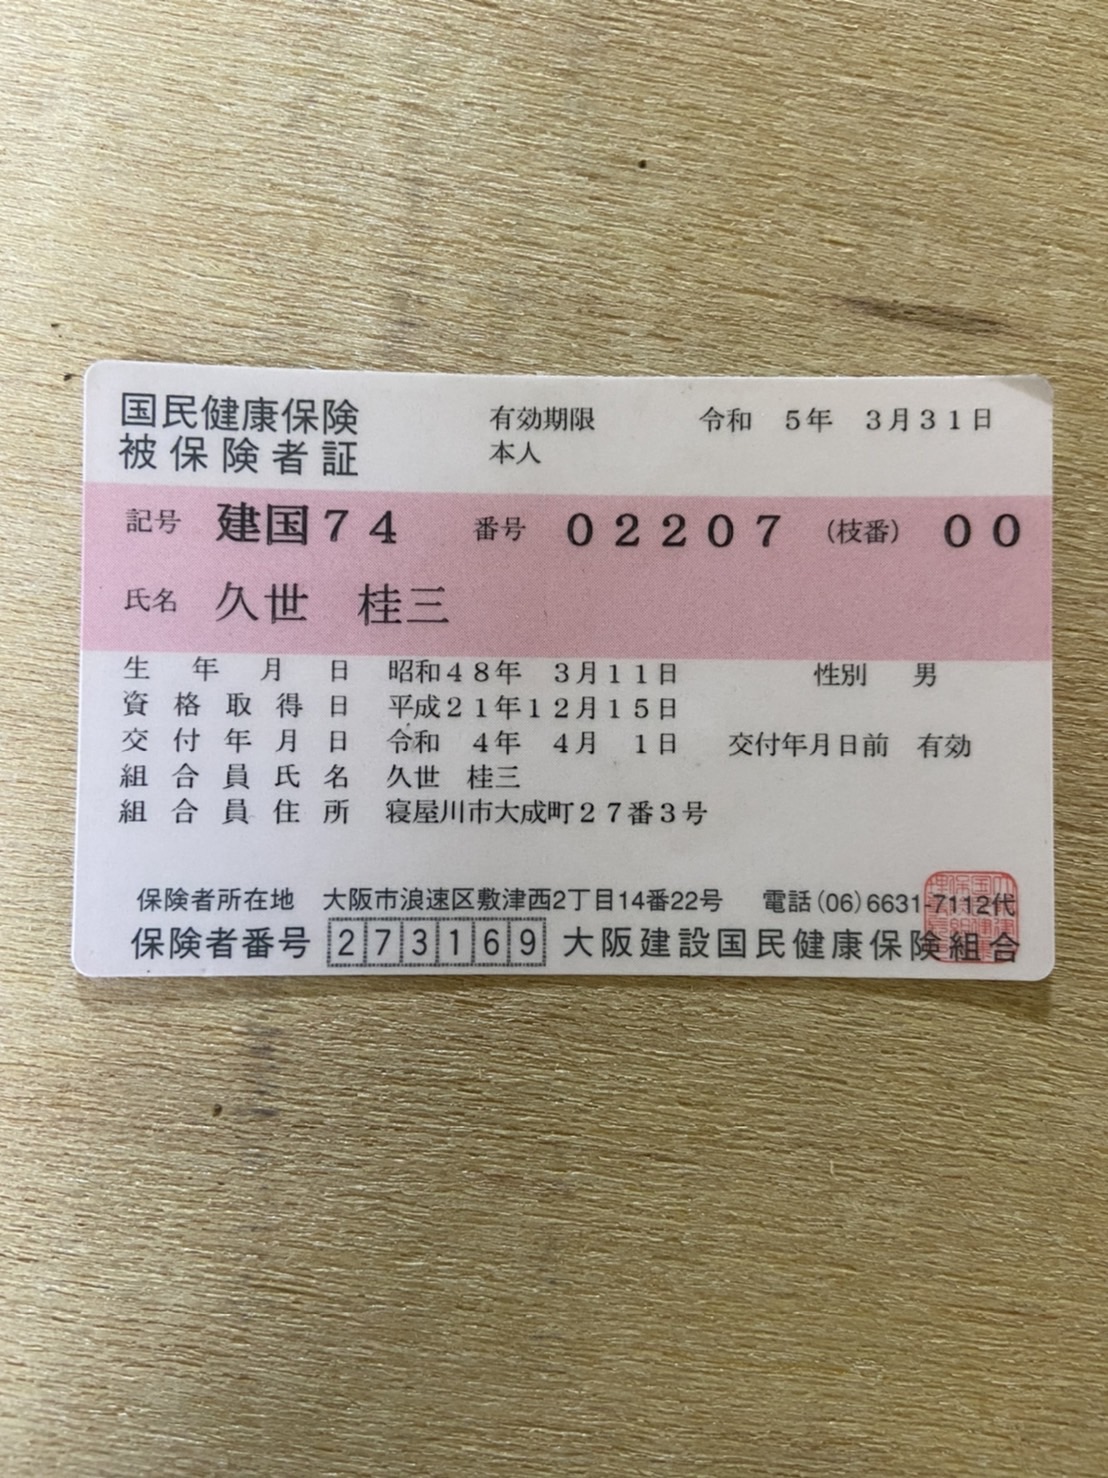 国民健康保険 有効期限 令和 5年 3月31日
被保険者証 本人
記号 建国74 番号 02207 (枝番) 00
氏名 久世 桂三
生年月日 昭和48年 3月11日 性別 男
資格取得日 平成21年12月15日
交付年月日 令和 4年 4月 1日 交付年月日前 有効
組合員氏名 久世 桂三
組合員住所 寝屋川市大成町27番3号
保険者所在地 大阪市浪速区敷津西2丁目14番22号 電話(06)6631-7112代
保険者番号 273169 大阪建設国民健康保険組合